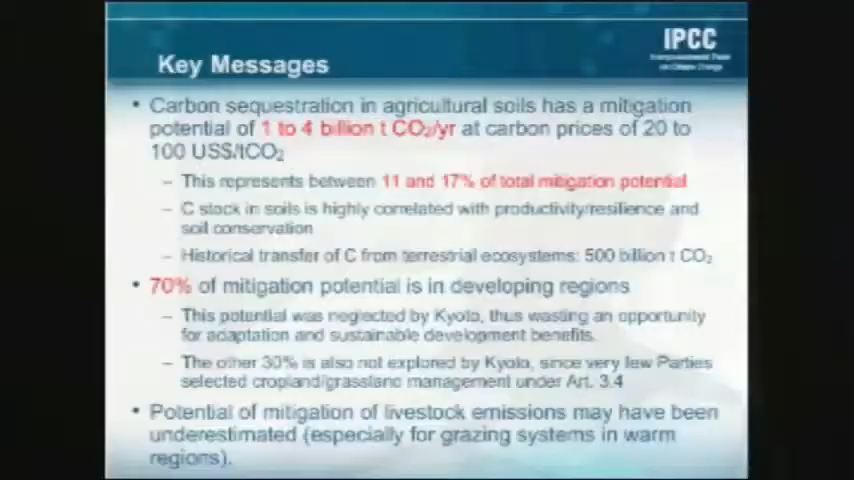 IPCC
Intergovernmental Panel
on Climate Change
Key Messages
• Carbon sequestration in agricultural soils has a mitigation
potential of 1 to 4 billion t CO₂/yr at carbon prices of 20 to
100 US$/tCO₂
– This represents between 11 and 17% of total mitigation potential
– C stock in soils is highly correlated with productivity/resilience and
soil conservation
– Historical transfer of C from terrestrial ecosystems: 500 billion t CO₂
• 70% of mitigation potential is in developing regions
– This potential was neglected by Kyoto, thus wasting an opportunity
for adaptation and sustainable development benefits.
– The other 30% is also not explored by Kyoto, since very few Parties
selected cropland/grassland management under Art. 3.4
• Potential of mitigation of livestock emissions may have been
underestimated (especially for grazing systems in warm
regions).